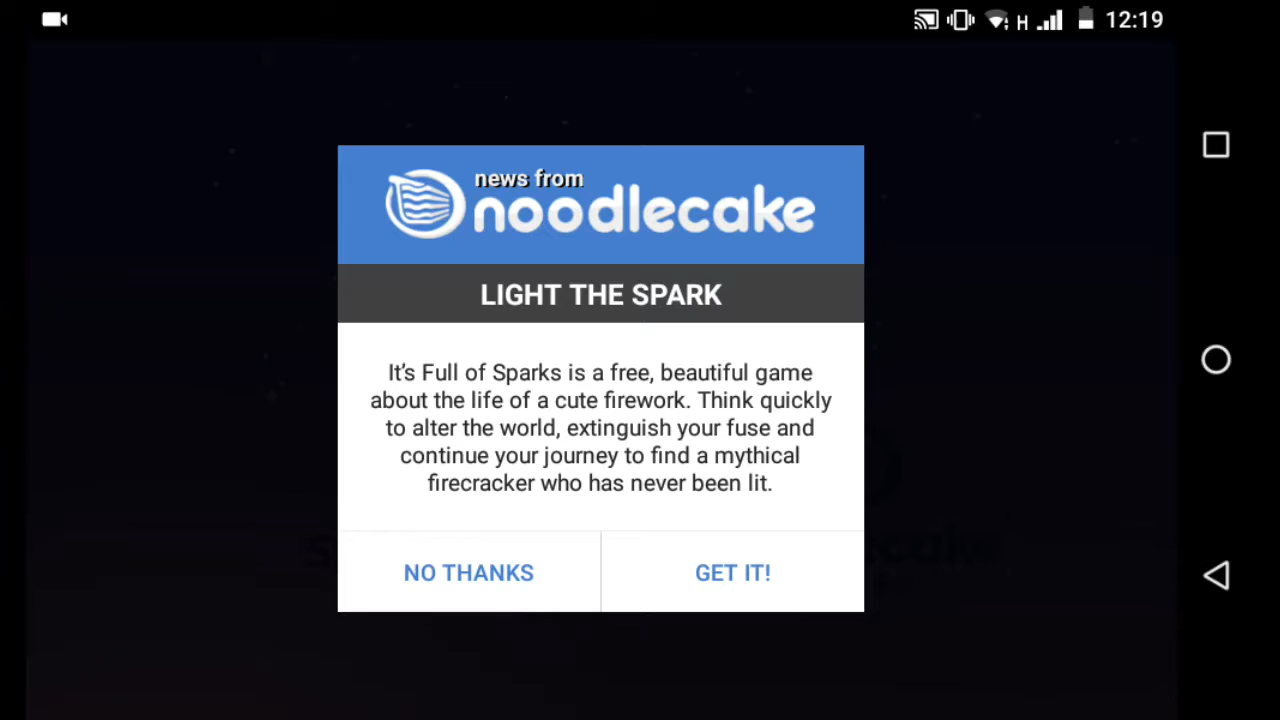 H 12:19
news from
noodlecake
LIGHT THE SPARK
It's Full of Sparks is a free, beautiful game
about the life of a cute firework. Think quickly
to alter the world, extinguish your fuse and
continue your journey to find a mythical
firecracker who has never been lit.
NO THANKS
GET IT!